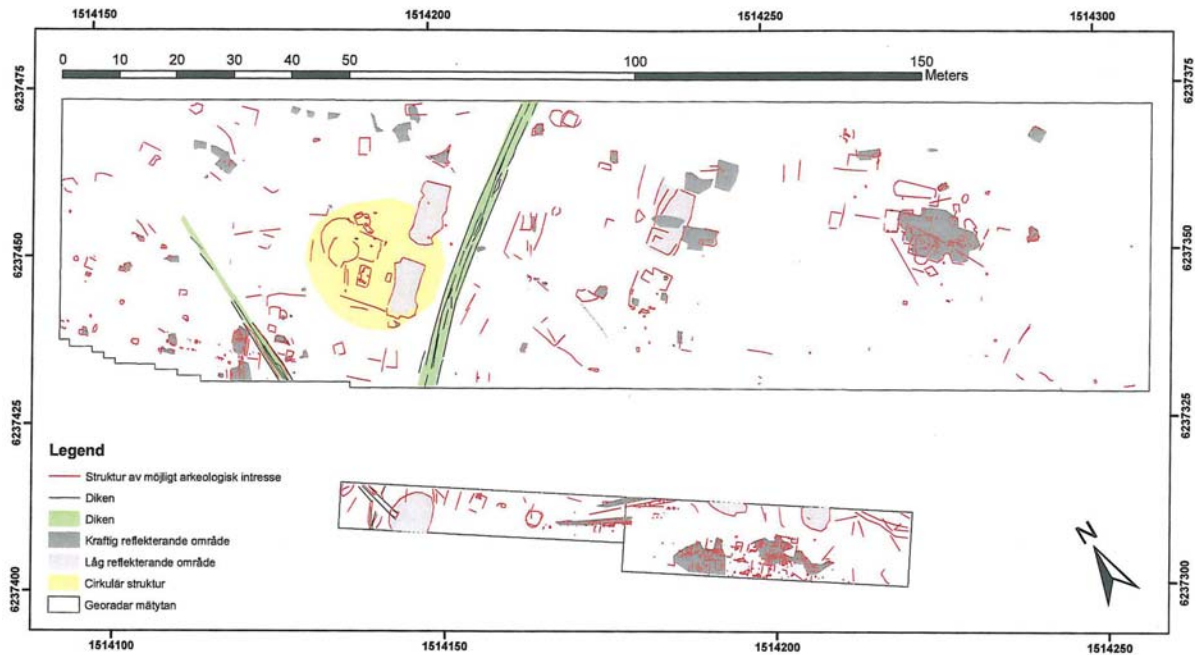 1514150 1514200 1514250 1514300
0 10 20 30 40 50 100 150 Meters
6237475 6237375
6237450 6237350
6237425 6237325
Legend
Struktur av möjligt arkeologisk intresse
Diken
Diken
Kraftig reflekterande område
Låg reflekterande område
Cirkulär struktur
Georadar mätytan
N
6237400 6237300
1514100 1514150 1514200 1514250